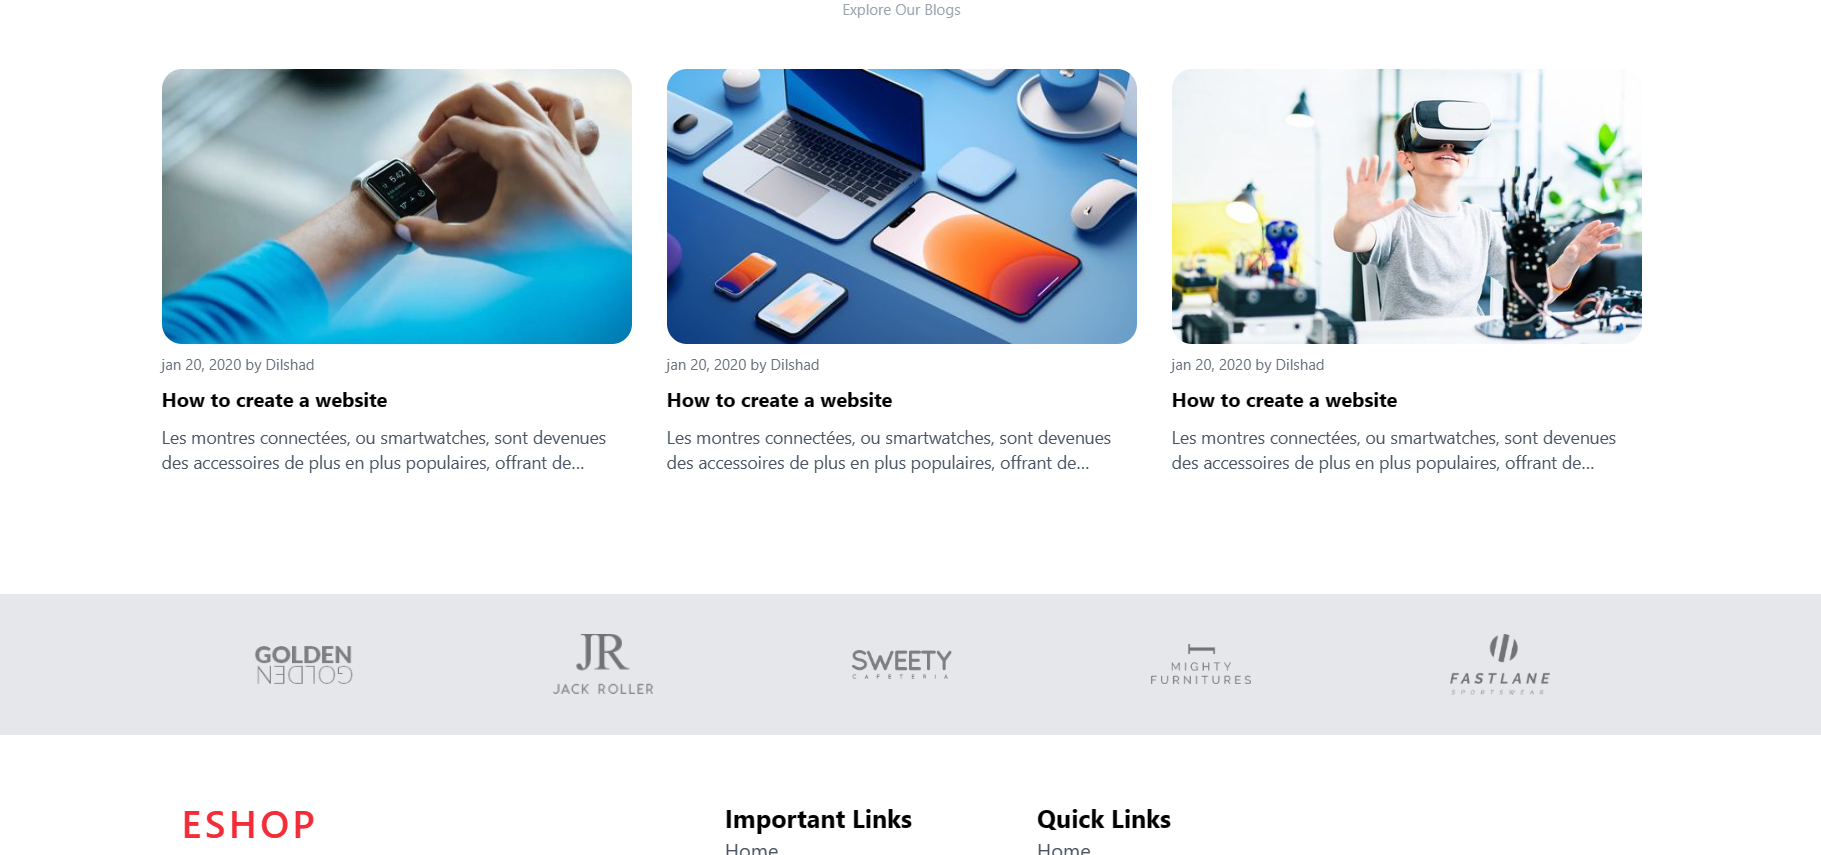 Explore Our Blogs
5:42
jan 20, 2020 by Dilshad
How to create a website
Les montres connectées, ou smartwatches, sont devenues
des accessoires de plus en plus populaires, offrant de...
jan 20, 2020 by Dilshad
How to create a website
Les montres connectées, ou smartwatches, sont devenues
des accessoires de plus en plus populaires, offrant de...
jan 20, 2020 by Dilshad
How to create a website
Les montres connectées, ou smartwatches, sont devenues
des accessoires de plus en plus populaires, offrant de...
GOLDEN
GOLDEN
JR
JACK ROLLER
SWEETY
CAFETERIA
MIGHTY
FURNITURES
FASTLANE
SPORTSWEAR
ESHOP
Important Links
Home
Quick Links
Home